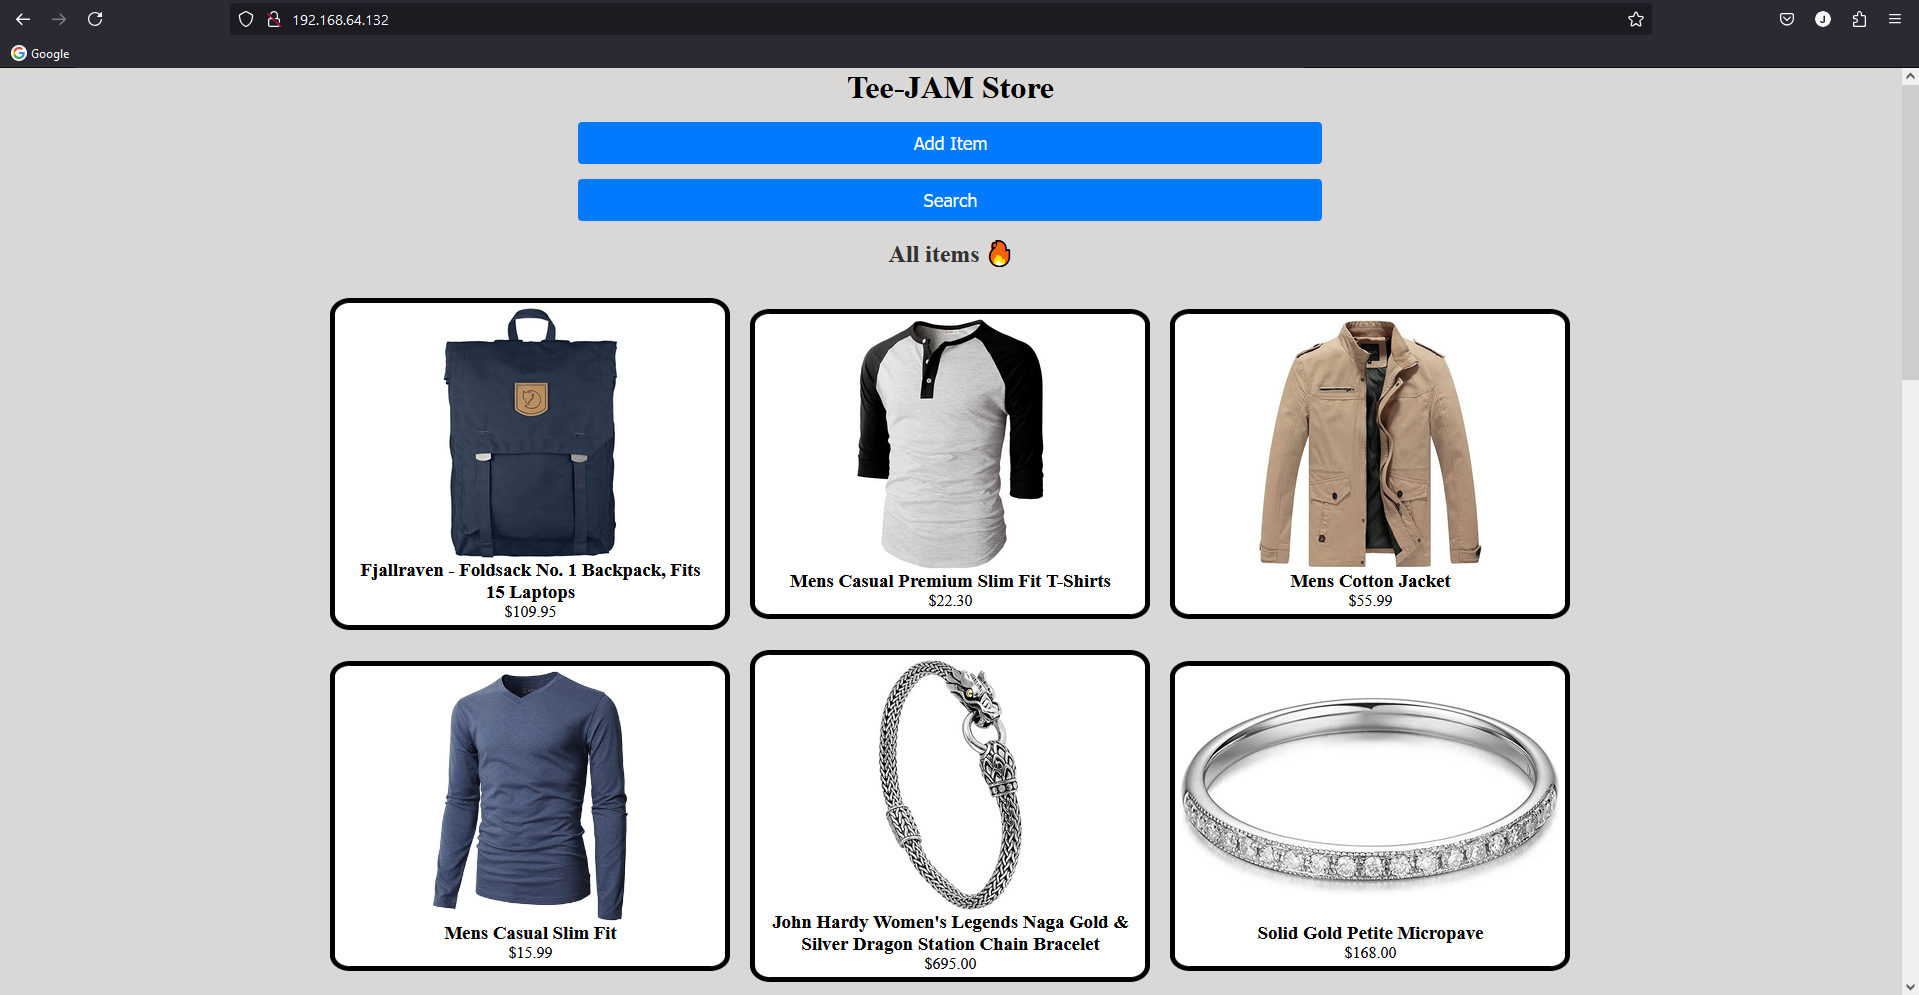 192.168.64.132
J
Google
Tee-JAM Store
Add Item
Search
All items 🔥
Fjallraven - Foldsack No. 1 Backpack, Fits
15 Laptops
$109.95
Mens Casual Premium Slim Fit T-Shirts
$22.30
Mens Cotton Jacket
$55.99
Mens Casual Slim Fit
$15.99
John Hardy Women's Legends Naga Gold &
Silver Dragon Station Chain Bracelet
$695.00
Solid Gold Petite Micropave
$168.00